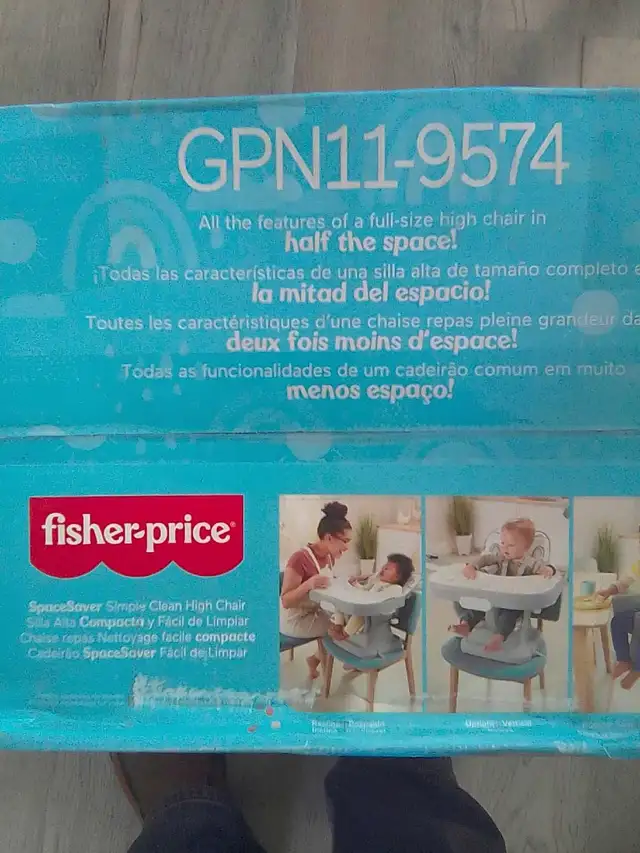 GPN11-9574
All the features of a full-size high chair in
half the space!
¡Todas las características de una silla alta de tamaño completo e
la mitad del espacio!
Toutes les caractéristiques d'une chaise repas pleine grandeur da
deux fois moins d'espace!
Todas as funcionalidades de um cadeirão comum em muito
menos espaço!
fisher-price®
SpaceSaver Simple Clean High Chair
Silla Alta Compacta y Fácil de Limpiar
Chaise repas Nettoyage facile compacte
Cadeirão SpaceSaver Fácil de Limpar